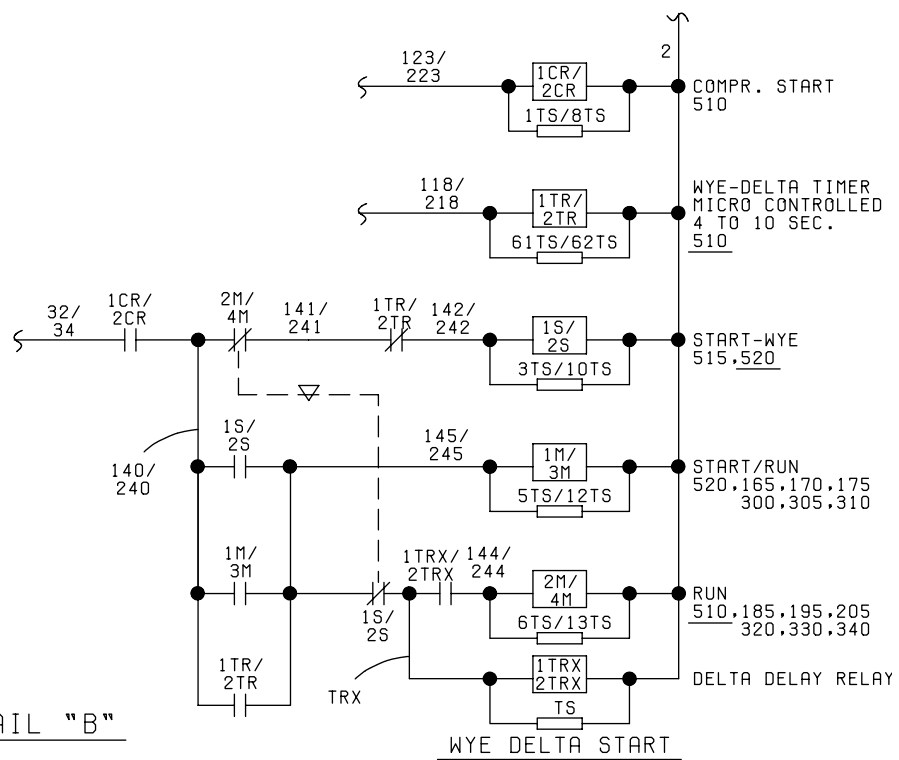 2
123/
223
1CR/
2CR
1TS/8TS
COMPR. START
510
118/
218
1TR/
2TR
61TS/62TS
WYE-DELTA TIMER
MICRO CONTROLLED
4 TO 10 SEC.
510
32/
34
1CR/
2CR
2M/
4M
141/
241
1TR/
2TR
142/
242
1S/
2S
3TS/10TS
START-WYE
515,520
140/
240
1S/
2S
145/
245
1M/
3M
5TS/12TS
START/RUN
520,165,170,175
300,305,310
1M/
3M
1S/
2S
1TRX/
2TRX
144/
244
2M/
4M
6TS/13TS
RUN
510,185,195,205
320,330,340
1TR/
2TR
TRX
1TRX
2TRX
TS
DELTA DELAY RELAY
AIL "B"
WYE DELTA START